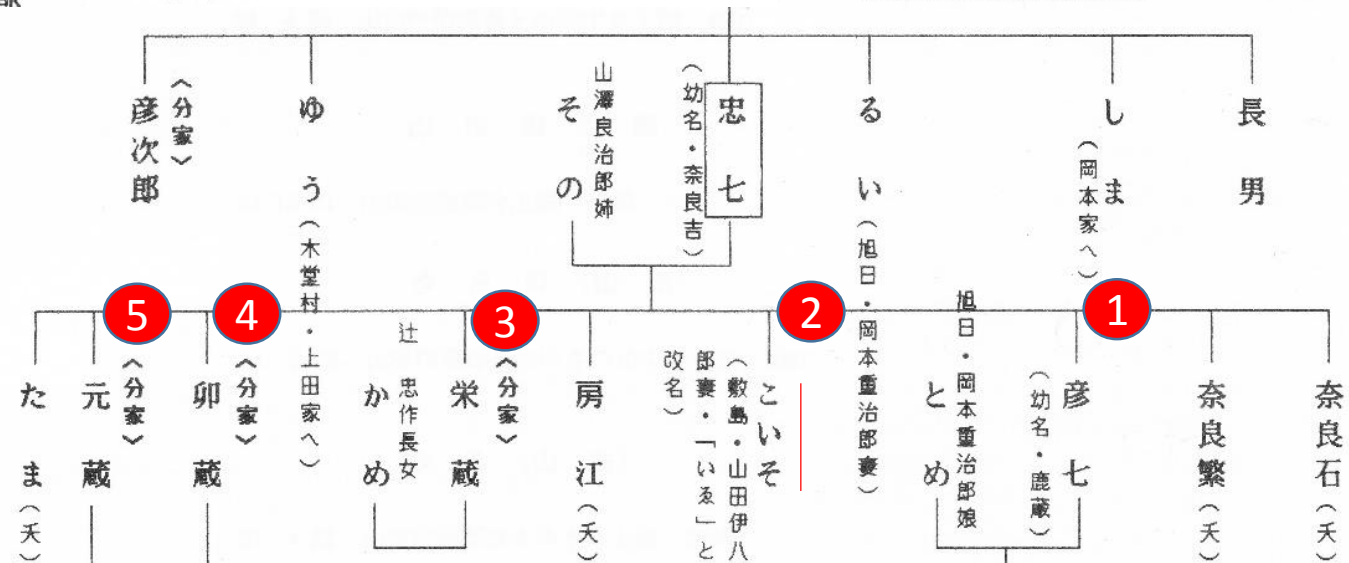 長男
しま
（岡本家へ）
るい
（旭日・岡本重治郎妻）
忠七
（幼名・奈良吉）
山澤良治郎姉
その
ゆう
（木堂村・上田家へ）
〈分家〉
彦次郎
奈良石（夭）
奈良繁（夭）
1
彦七
（幼名・鹿蔵）
旭日・岡本重治郎娘
とめ
2
こいそ
（敷島・山田伊八
郎妻・「いゑ」と
改名）
房江（夭）
3
〈分家〉
栄蔵
辻忠作長女
かめ
4
〈分家〉
卯蔵
5
〈分家〉
元蔵
たま（夭）